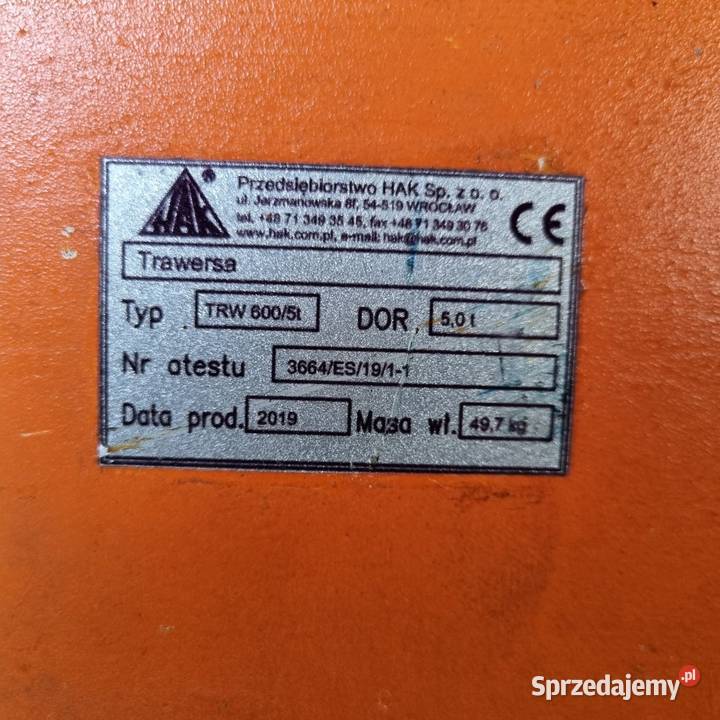 HAK
®
Przedsiębiorstwo HAK Sp. z o. o.
ul. Jerzmanowska 8f, 54-519 WROCŁAW
tel. +48 71 349 35 45, fax +48 71 349 30 76
www.hak.com.pl, e-mail: hak@hak.com.pl
CE
Trawersa
Typ . TRW 600/5t DOR. 5,0 t
Nr atestu 3664/ES/19/1-1
Data prod. 2019 Masa wł. 49,7 kg
Sprzedajemy.pl